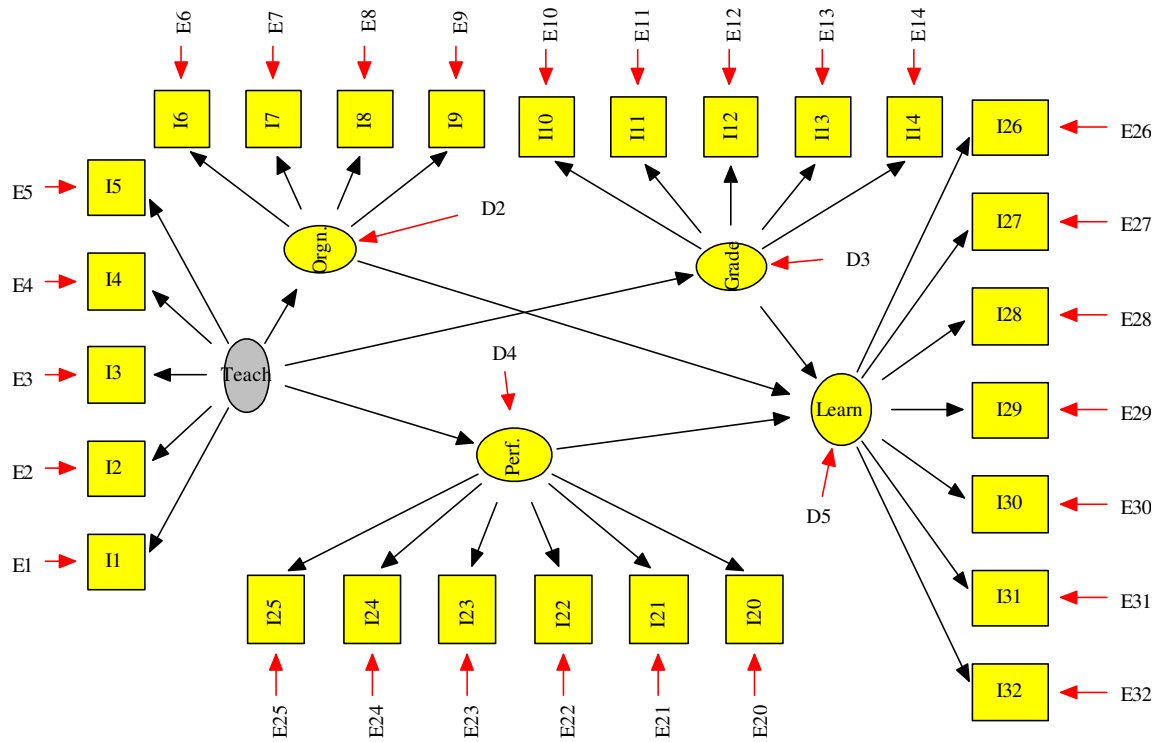 E6
E7
E8
E9
E10
E11
E12
E13
E14
I6
I7
I8
I9
I10
I11
I12
I13
I14
I26
E26
E5
I5
D2
I27
E27
Orgn.
Grade
D3
E4
I4
I28
E28
E3
I3
Teach
D4
Learn
I29
E29
E2
I2
Perf.
I30
E30
D5
E1
I1
I31
E31
I25
I24
I23
I22
I21
I20
I32
E32
E25
E24
E23
E22
E21
E20